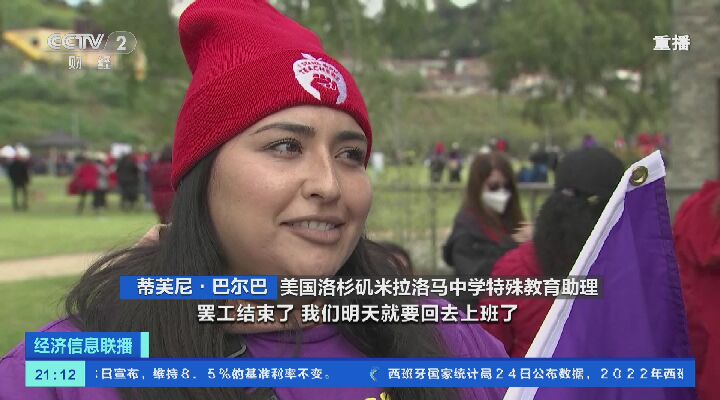 CCTV 2
财经
重播
蒂芙尼·巴尔巴 美国洛杉矶米拉洛马中学特殊教育助理
罢工结束了 我们明天就要回去上班了
经济信息联播
21:12
日宣布，维持8．5％的基准利率不变。 西班牙国家统计局24日公布数据，2022年西班